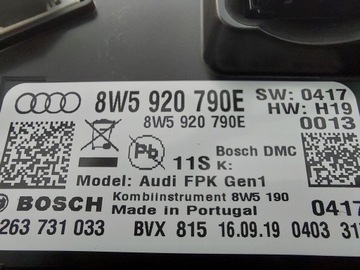 8W5 920 790E SW: 0417
8W5 920 790E HW: H19
0013
Pb 11S Bosch DMC
K:
Model: Audi FPK Gen1
BOSCH Kombiinstrument 8W5 190
Made in Portugal 0417
263 731 033 BVX 815 16.09.19 0403 31